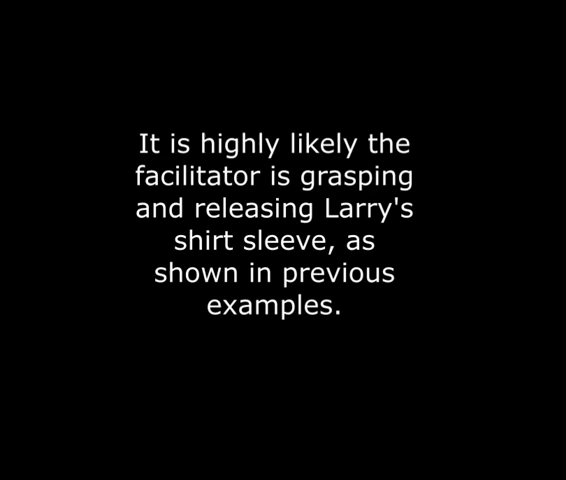 It is highly likely the
facilitator is grasping
and releasing Larry's
shirt sleeve, as
shown in previous
examples.